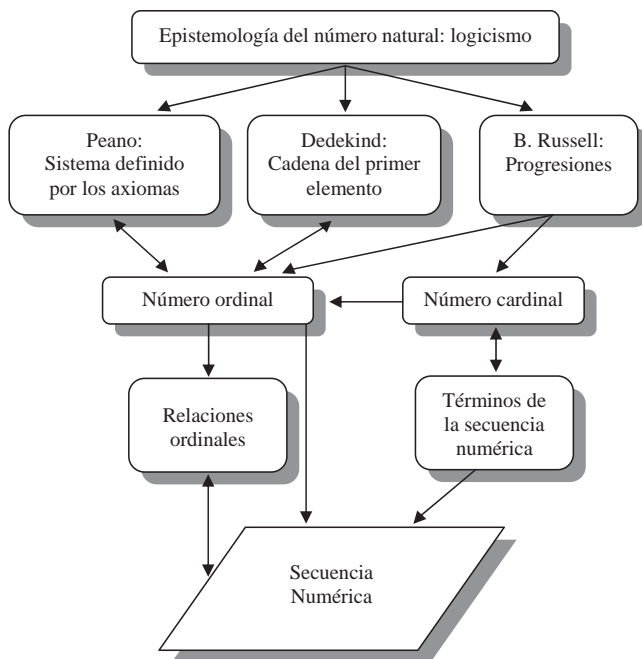 Epistemología del número natural: logicismo
Peano:
Sistema definido
por los axiomas
Dedekind:
Cadena del primer
elemento
B. Russell:
Progresiones
Número ordinal
Número cardinal
Relaciones
ordinales
Términos de
la secuencia
numérica
Secuencia
Numérica